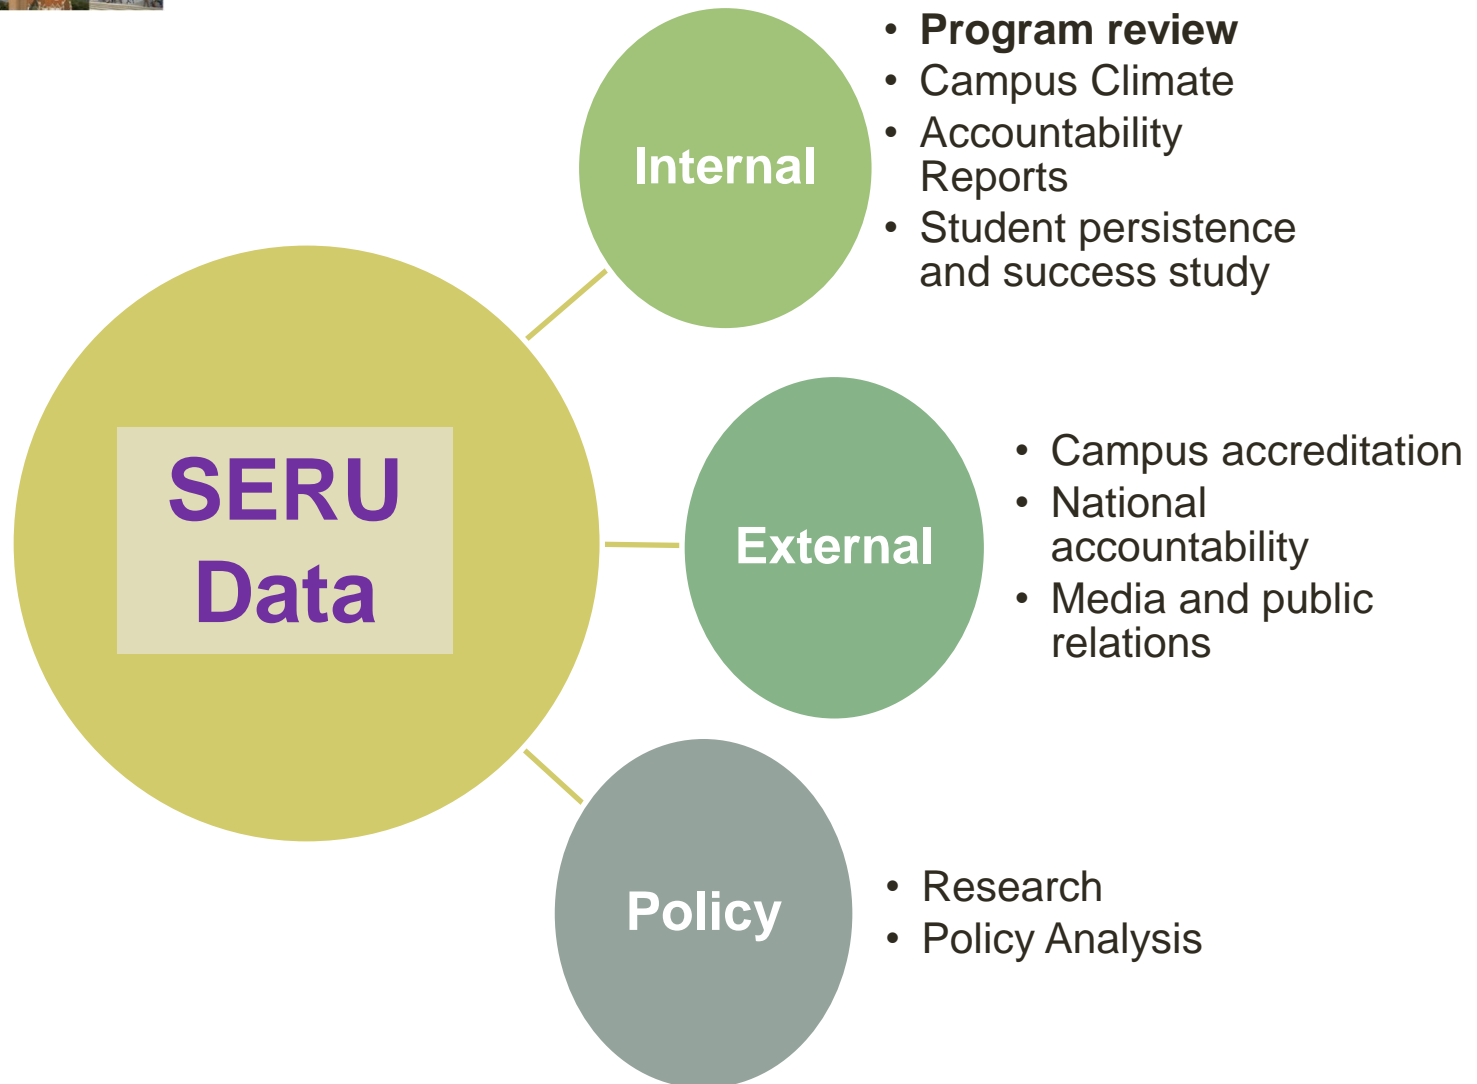 • Program review
• Campus Climate
• Accountability
Reports
• Student persistence
and success study
Internal
SERU
Data
External
• Campus accreditation
• National
accountability
• Media and public
relations
Policy
• Research
• Policy Analysis